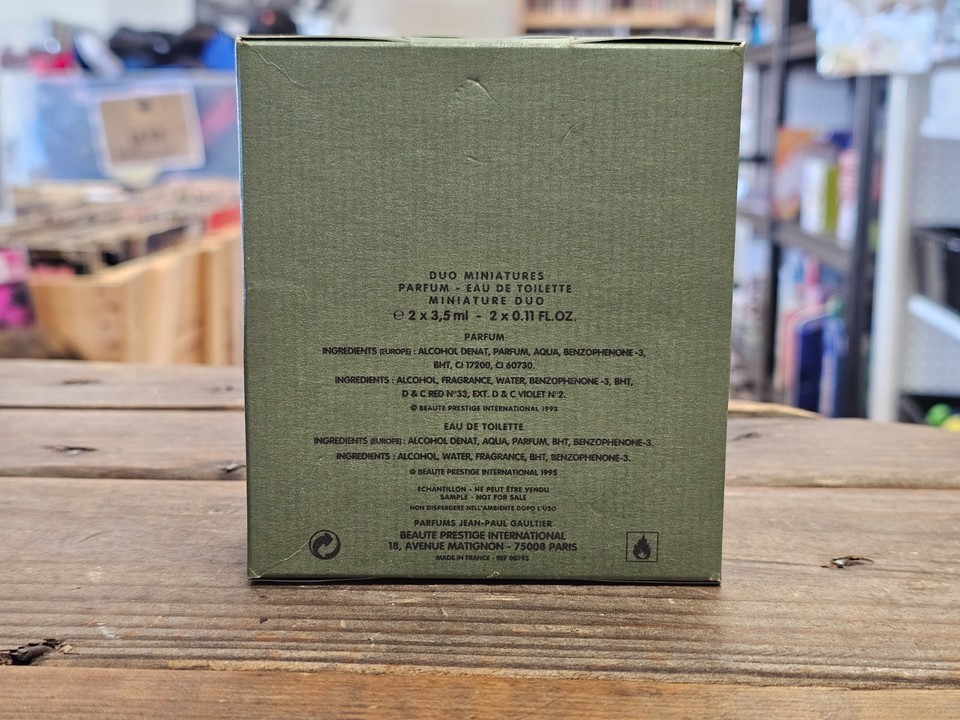 DUO MINIATURES
PARFUM - EAU DE TOILETTE
MINIATURE DUO
℮ 2 x 3,5 ml - 2 x 0.11 FL.OZ.
PARFUM
INGREDIENTS (EUROPE) : ALCOHOL DENAT, PARFUM, AQUA, BENZOPHENONE -3,
BHT, CI 17200, CI 60730.
INGREDIENTS : ALCOHOL, FRAGRANCE, WATER, BENZOPHENONE -3, BHT,
D & C RED N°33, EXT. D & C VIOLET N°2.
© BEAUTE PRESTIGE INTERNATIONAL 1993
EAU DE TOILETTE
INGREDIENTS (EUROPE) : ALCOHOL DENAT, AQUA, PARFUM, BHT, BENZOPHENONE-3.
INGREDIENTS : ALCOHOL, WATER, FRAGRANCE, BHT, BENZOPHENONE-3.
© BEAUTE PRESTIGE INTERNATIONAL 1995
ECHANTILLON - NE PEUT ÊTRE VENDU
SAMPLE - NOT FOR SALE
NON DISPERDERE NELL'AMBIENTE DOPO L'USO
PARFUMS JEAN-PAUL GAULTIER
BEAUTE PRESTIGE INTERNATIONAL
18, AVENUE MATIGNON - 75008 PARIS
MADE IN FRANCE - REF 00795